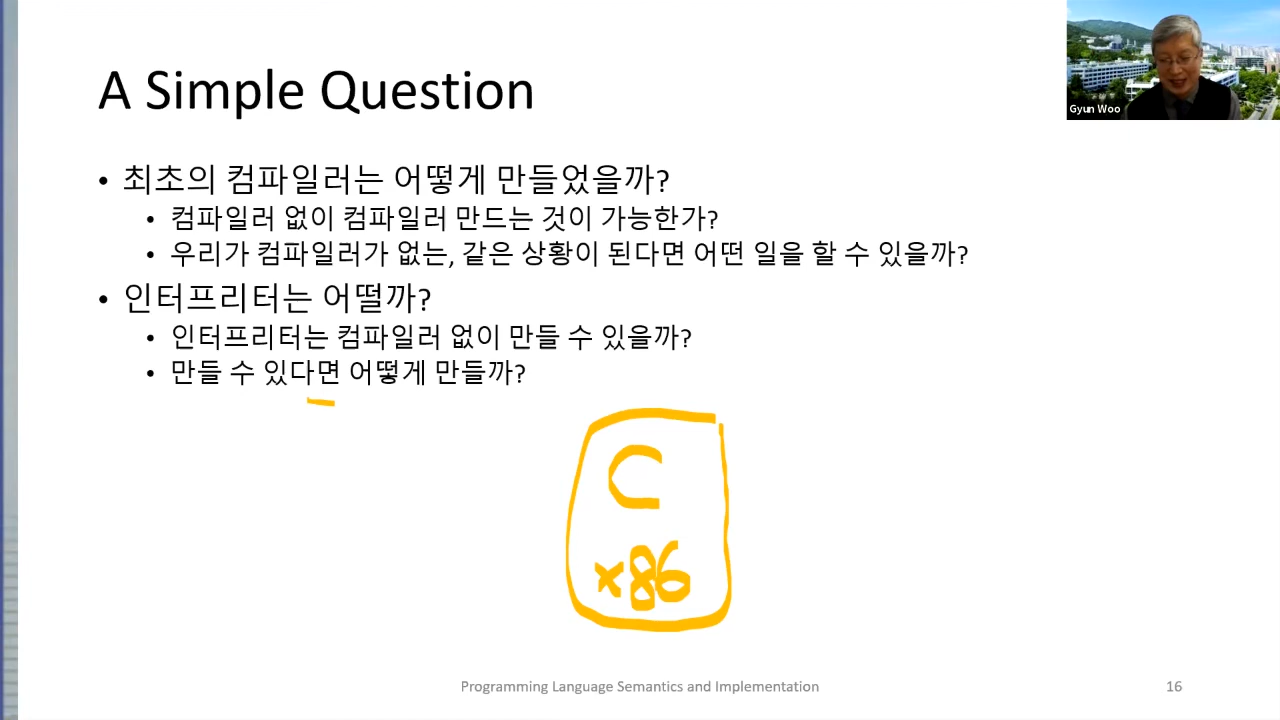 A Simple Question
Gyun Woo
• 최초의 컴파일러는 어떻게 만들었을까?
• 컴파일러 없이 컴파일러 만드는 것이 가능한가?
• 우리가 컴파일러가 없는, 같은 상황이 된다면 어떤 일을 할 수 있을까?
• 인터프리터는 어떨까?
• 인터프리터는 컴파일러 없이 만들 수 있을까?
• 만들 수 있다면 어떻게 만들까?
C
x86
Programming Language Semantics and Implementation
16